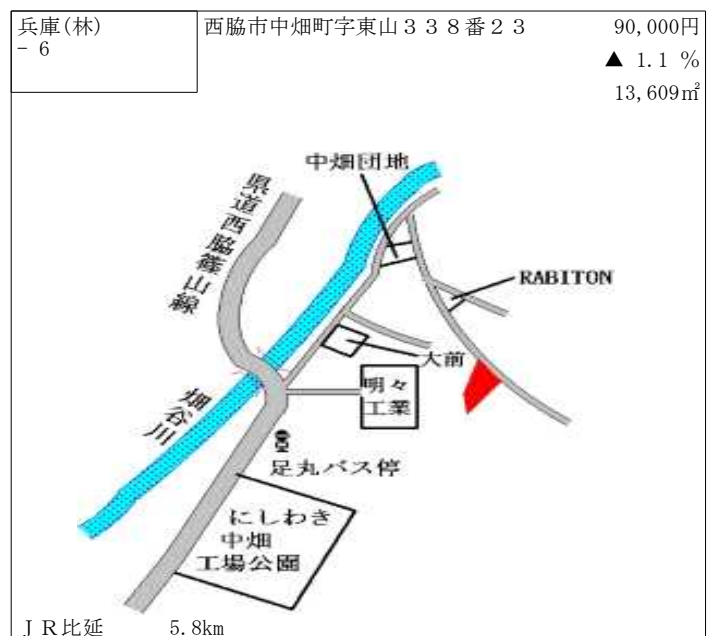 兵庫(林)
－６
西脇市中畑町字東山３３８番２３
90,000円
▲ 1.1 %
13,609㎡
中畑団地
県道西脇篠山線
RABITON
大前
明々
工業
畑谷川
足丸バス停
にしわき
中畑
工場公園
ＪＲ比延 5.8km